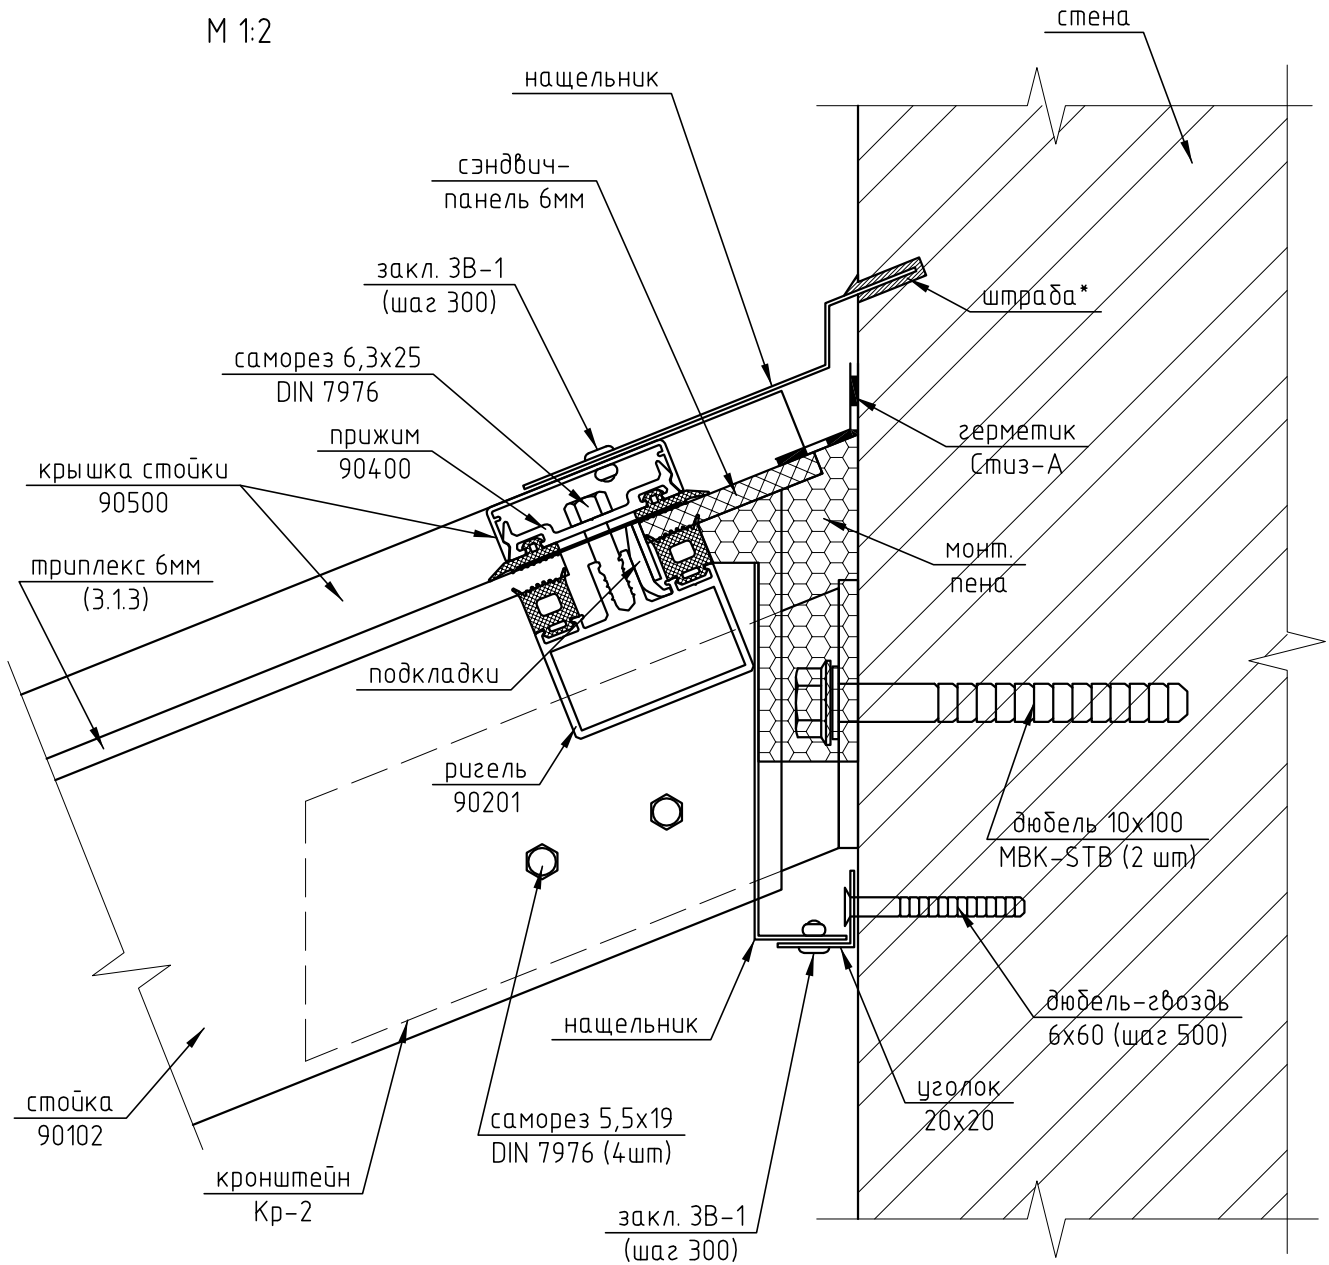 М 1:2
стена
нащельник
сэндвич-
панель 6мм
закл. ЗВ-1
(шаг 300)
штраба*
саморез 6,3х25
DIN 7976
прижим
90400
герметик
Стиз-А
крышка стойки
90500
монт.
пена
триплекс 6мм
(3.1.3)
подкладки
ригель
90201
дюбель 10х100
MBK-STB (2 шт)
дюбель-гвоздь
6х60 (шаг 500)
нащельник
уголок
20х20
стойка
90102
саморез 5,5х19
DIN 7976 (4шт)
кронштейн
Кр-2
закл. ЗВ-1
(шаг 300)